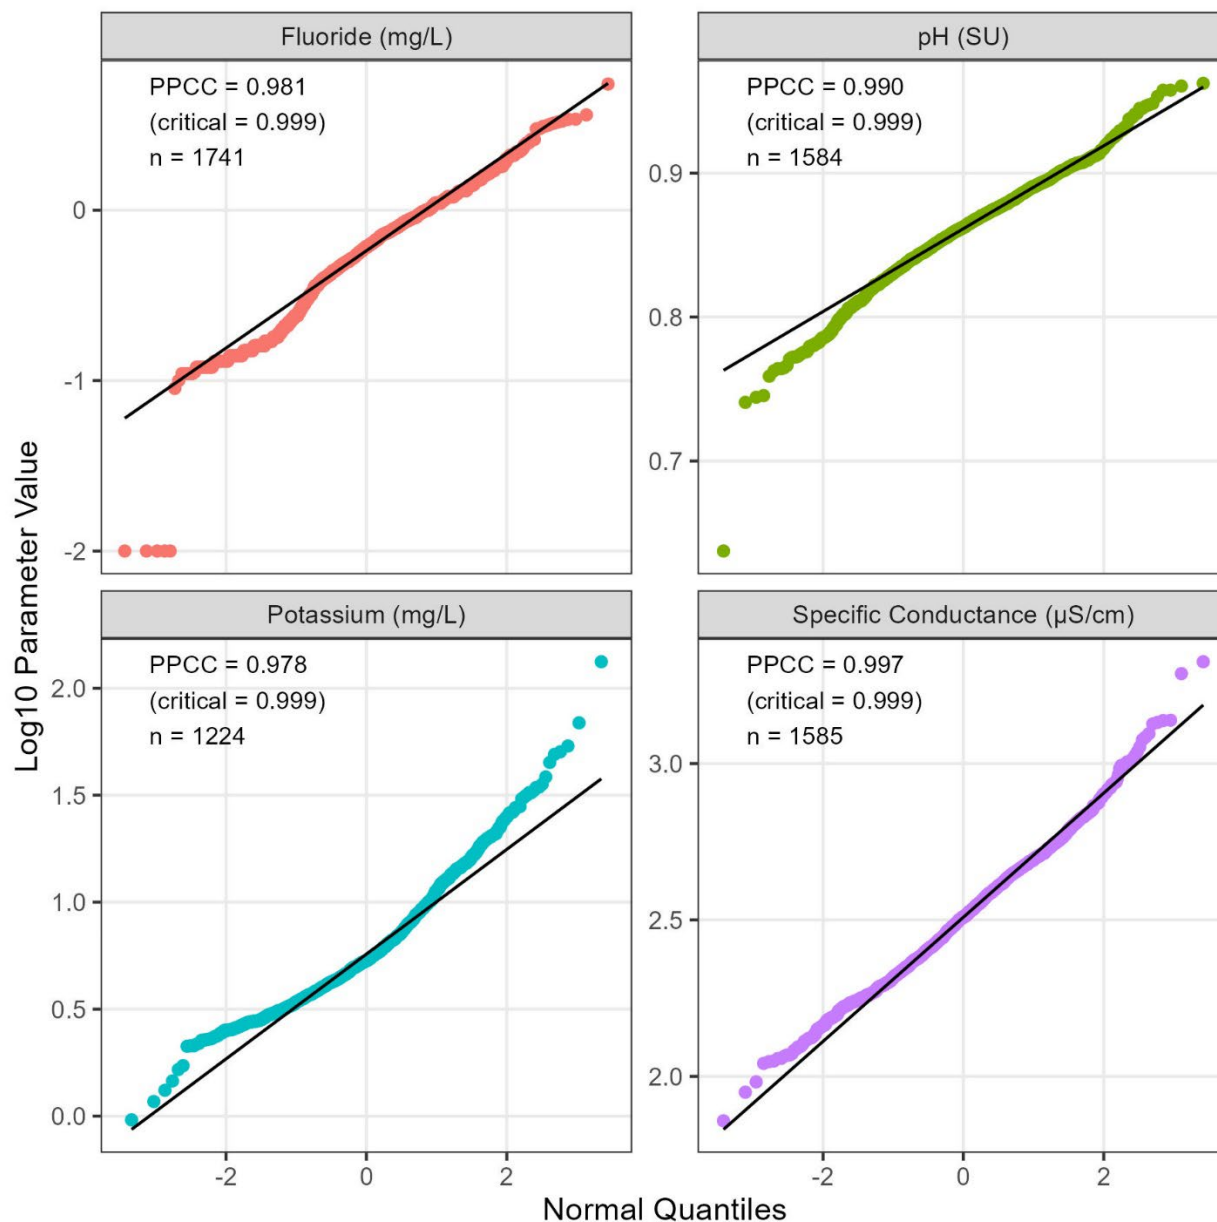 Fluoride (mg/L)
PPCC = 0.981
(critical = 0.999)
n = 1741
0
-1
-2
pH (SU)
PPCC = 0.990
(critical = 0.999)
n = 1584
0.9
0.8
0.7
Potassium (mg/L)
PPCC = 0.978
(critical = 0.999)
n = 1224
2.0
1.5
1.0
0.5
0.0
-2 0 2
Specific Conductance (µS/cm)
PPCC = 0.997
(critical = 0.999)
n = 1585
3.0
2.5
2.0
-2 0 2
Log10 Parameter Value
Normal Quantiles